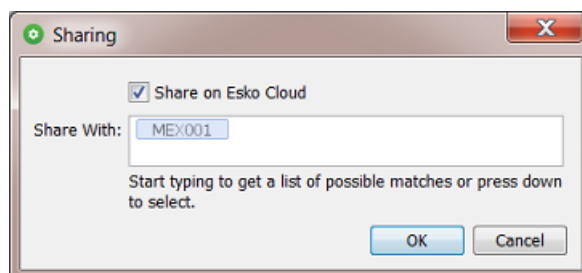 Sharing
Share on Esko Cloud
Share With: MEX001
Start typing to get a list of possible matches or press down
to select.
OK Cancel